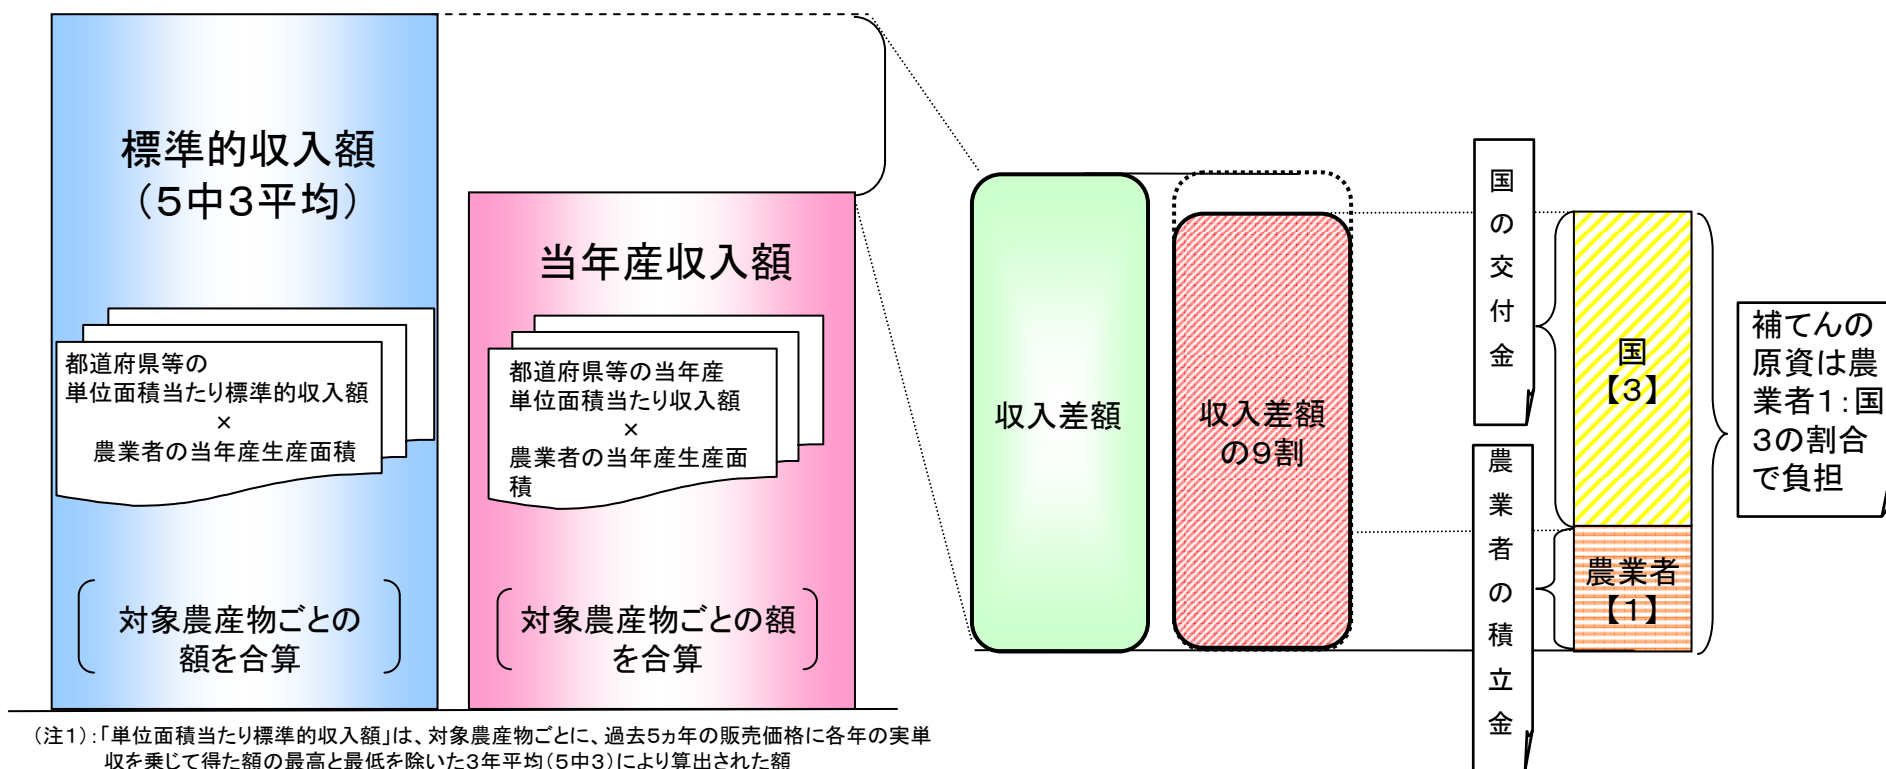 標準的収入額
（５中３平均）
都道府県等の
単位面積当たり標準的収入額
×
農業者の当年産生産面積
対象農産物ごとの
額を合算
当年産収入額
都道府県等の当年産
単位面積当たり収入額
×
農業者の当年産生産面
積
対象農産物ごとの額
を合算
収入差額
収入差額
の９割
国の交付金
農業者の積立金
国
【３】
農業者
【１】
補てんの
原資は農
業者１：国
３の割合
で負担
（注１）：「単位面積当たり標準的収入額」は、対象農産物ごとに、過去５ヵ年の販売価格に各年の実単
収を乗じて得た額の最高と最低を除いた３年平均（５中３）により算出された額